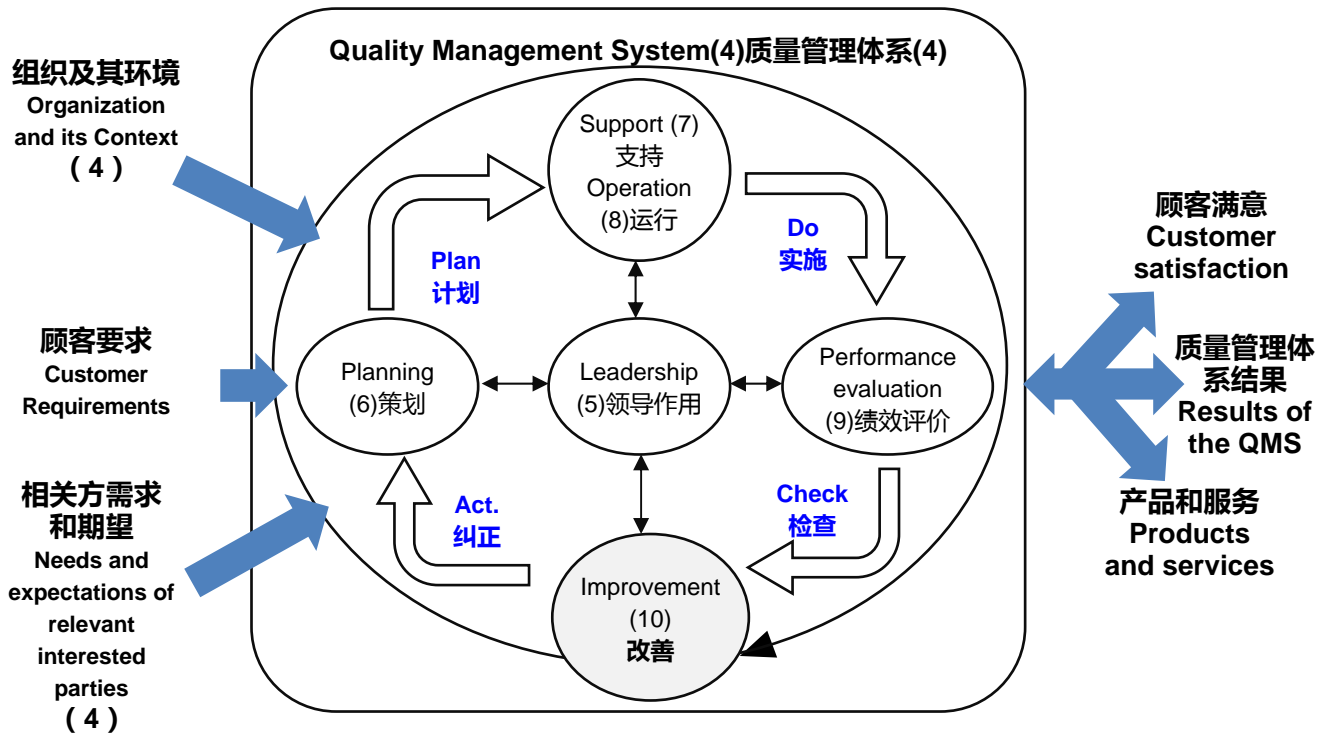 Quality Management System(4)质量管理体系(4)
组织及其环境
Organization
and its Context
（4）
顾客要求
Customer
Requirements
相关方需求
和期望
Needs and
expectations of
relevant
interested
parties
（4）
Support (7)
支持
Operation
(8)运行
Plan
计划
Do
实施
Planning
(6)策划
Leadership
(5)领导作用
Performance
evaluation
(9)绩效评价
Act.
纠正
Check
检查
Improvement
(10)
改善
顾客满意
Customer
satisfaction
质量管理体
系结果
Results of
the QMS
产品和服务
Products
and services